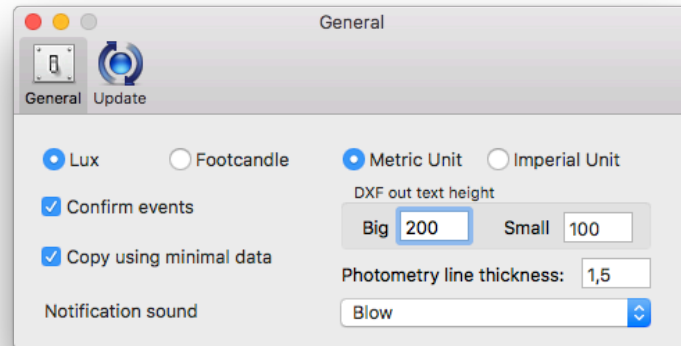 General
General Update
Lux Footcandle Metric Unit Imperial Unit
DXF out text height
Confirm events
Big 200 Small 100
Copy using minimal data
Photometry line thickness: 1,5
Notification sound Blow